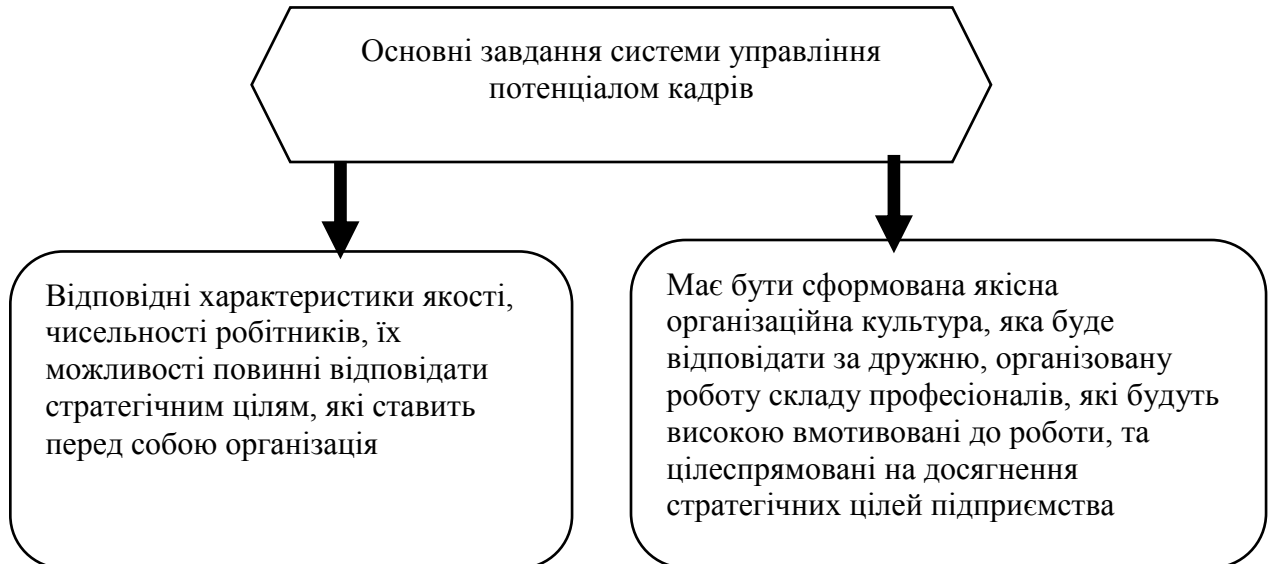 Основні завдання системи управління
потенціалом кадрів
Відповідні характеристики якості,
чисельності робітників, їх
можливості повинні відповідати
стратегічним цілям, які ставить
перед собою організація
Має бути сформована якісна
організаційна культура, яка буде
відповідати за дружню, організовану
роботу складу професіоналів, які будуть
високою вмотивовані до роботи, та
цілеспрямовані на досягнення
стратегічних цілей підприємства